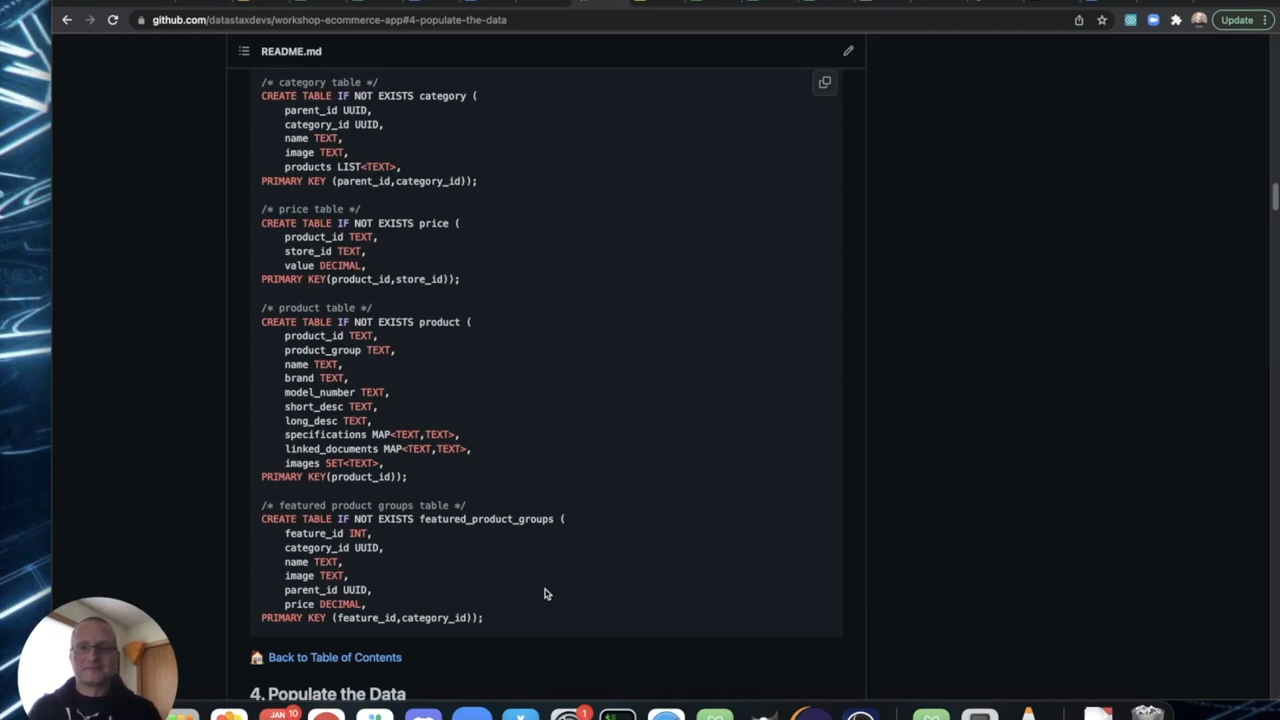 github.com/datastaxdevs/workshop-ecommerce-app#4-populate-the-data
Update
README.md
/* category table */
CREATE TABLE IF NOT EXISTS category (
parent_id UUID,
category_id UUID,
name TEXT,
image TEXT,
products LIST<TEXT>,
PRIMARY KEY (parent_id,category_id));
/* price table */
CREATE TABLE IF NOT EXISTS price (
product_id TEXT,
store_id TEXT,
value DECIMAL,
PRIMARY KEY(product_id,store_id));
/* product table */
CREATE TABLE IF NOT EXISTS product (
product_id TEXT,
product_group TEXT,
name TEXT,
brand TEXT,
model_number TEXT,
short_desc TEXT,
long_desc TEXT,
specifications MAP<TEXT,TEXT>,
linked_documents MAP<TEXT,TEXT>,
images SET<TEXT>,
PRIMARY KEY(product_id));
/* featured product groups table */
CREATE TABLE IF NOT EXISTS featured_product_groups (
feature_id INT,
category_id UUID,
name TEXT,
image TEXT,
parent_id UUID,
price DECIMAL,
PRIMARY KEY (feature_id,category_id));
Back to Table of Contents
4. Populate the Data
JAN 10
1